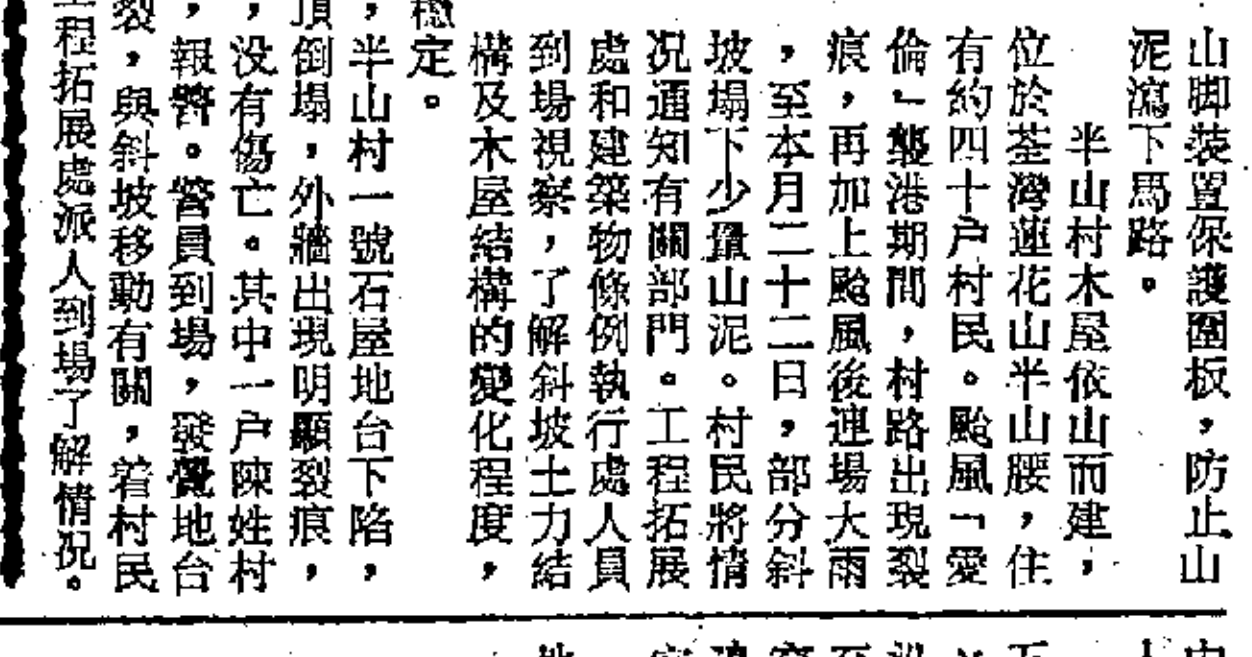 山脚裝置保護圍板，防止山
泥瀉下馬路。
半山村木屋依山而建，
位於荃灣蓮花山半山腰，住
有約四十户村民。颱風「愛
倫」襲港期間，村路出現裂
痕，再加上颱風後連場大雨
，至本月二十二日，部分斜
坡塌下少量山泥。村民將情
况通知有關部門。工程拓展
處和建築物條例執行處人員
到場視察，了解斜坡土力結
構及木屋結構的變化程度，
穩定。
，半山村一號石屋地台下陷，
頂倒塌，外牆出現明顯裂痕，
，没有傷亡。其中一户陳姓村
，報警。警員到場，發覺地台
裂，與斜坡移動有關，着村民
工程拓展處派人到場了解情况。